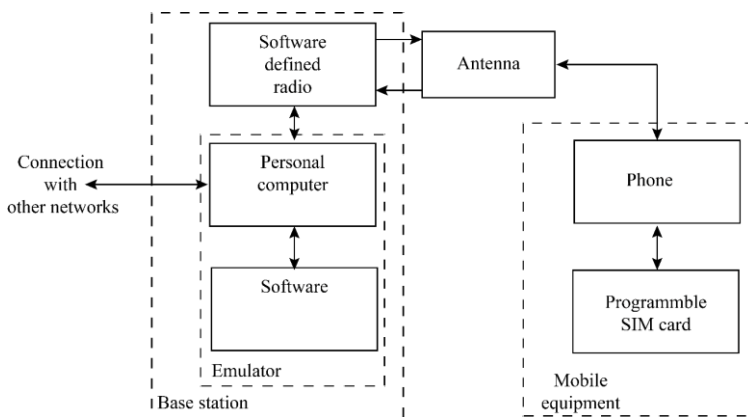 Software
defined
radio
Antenna
Connection
with
other networks
Personal
computer
Phone
Software
Programmble
SIM card
Emulator
Base station
Mobile
equipment